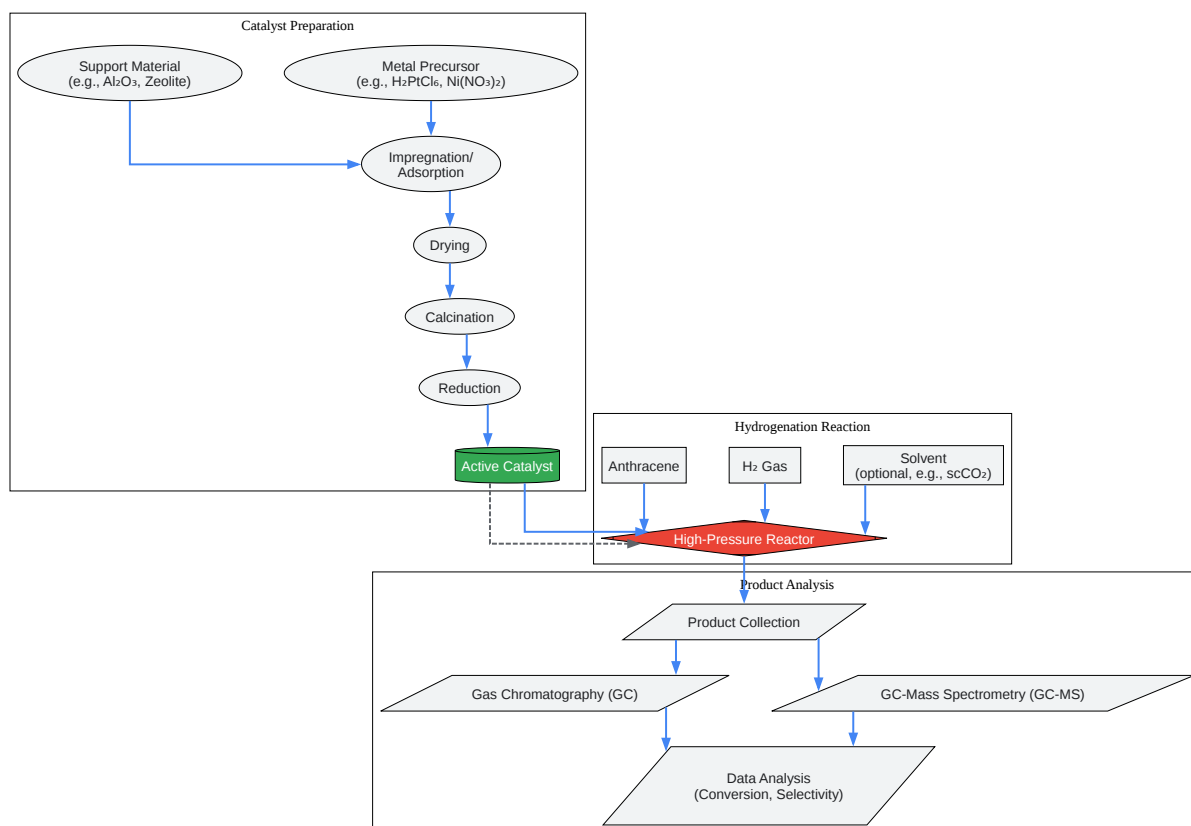 Catalyst Preparation
Support Material
(e.g., Al₂O₃, Zeolite)
Metal Precursor
(e.g., H₂PtCl₆, Ni(NO₃)₂)
Impregnation/
Adsorption
Drying
Calcination
Reduction
Active Catalyst
Hydrogenation Reaction
Anthracene
H₂ Gas
Solvent
(optional, e.g., scCO₂)
High-Pressure Reactor
Product Analysis
Product Collection
Gas Chromatography (GC)
GC-Mass Spectrometry (GC-MS)
Data Analysis
(Conversion, Selectivity)